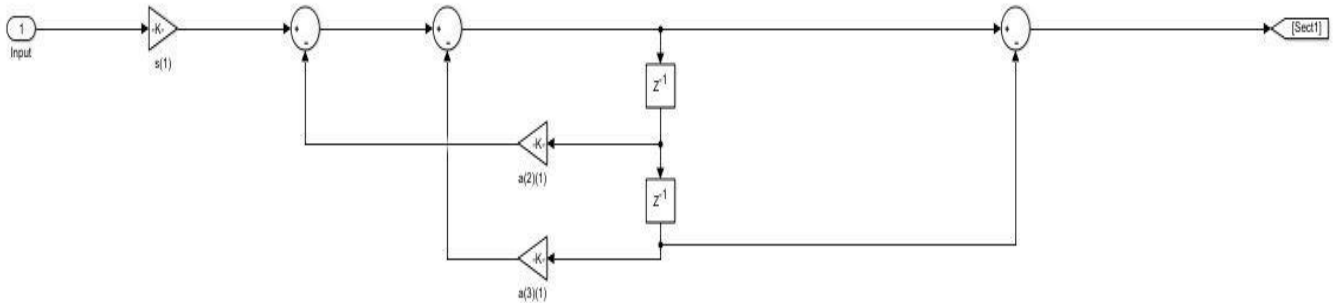 1
Input
-K-
s(1)
+
-
+
-
+
-
[Sect1]
Z-1
-K-
a(2)(1)
Z-1
-K-
a(3)(1)